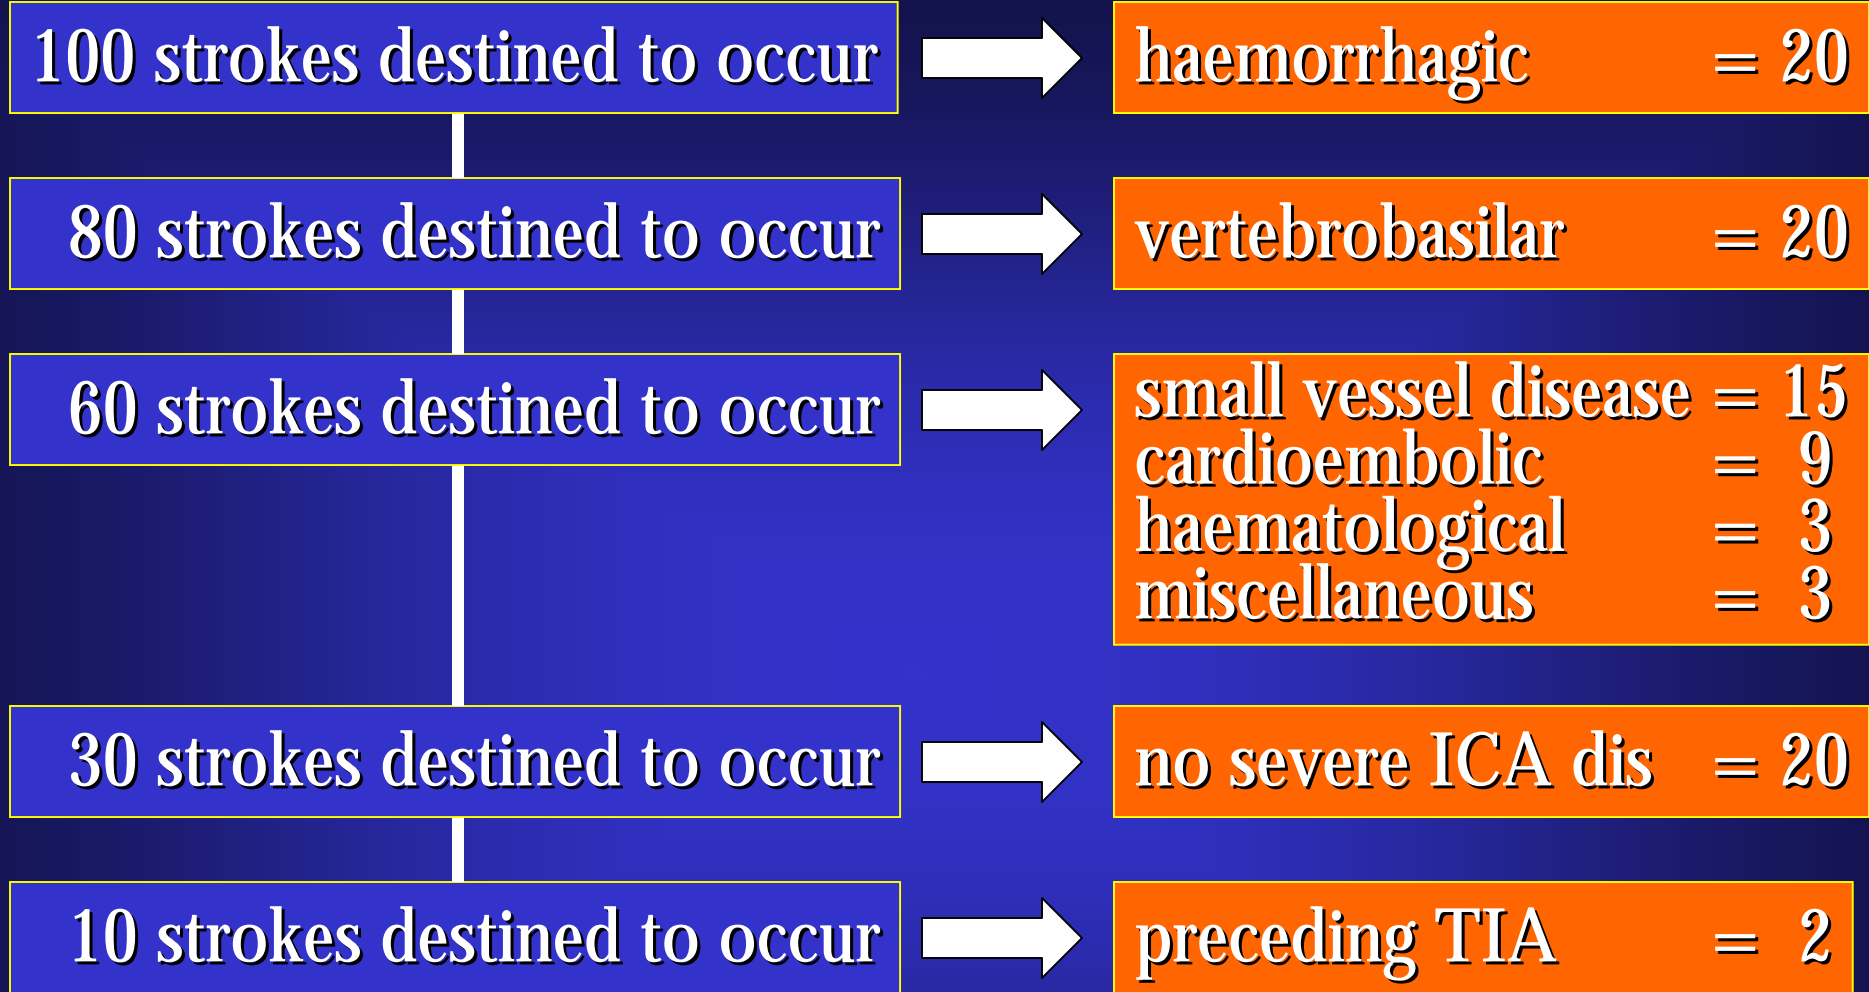 100 strokes destined to occur
haemorrhagic = 20
80 strokes destined to occur
vertebrobasilar = 20
60 strokes destined to occur
small vessel disease = 15
cardioembolic = 9
haematological = 3
miscellaneous = 3
30 strokes destined to occur
no severe ICA dis = 20
10 strokes destined to occur
preceding TIA = 2